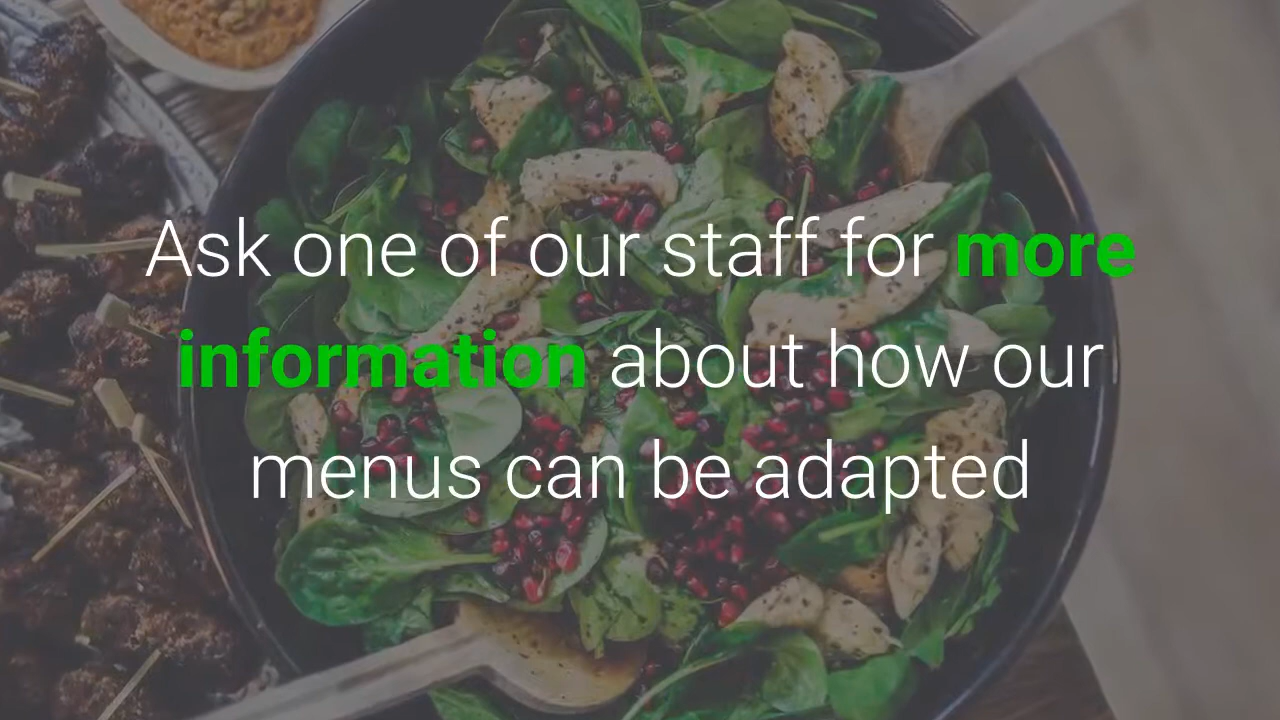 Ask one of our staff for more
information about how our
menus can be adapted